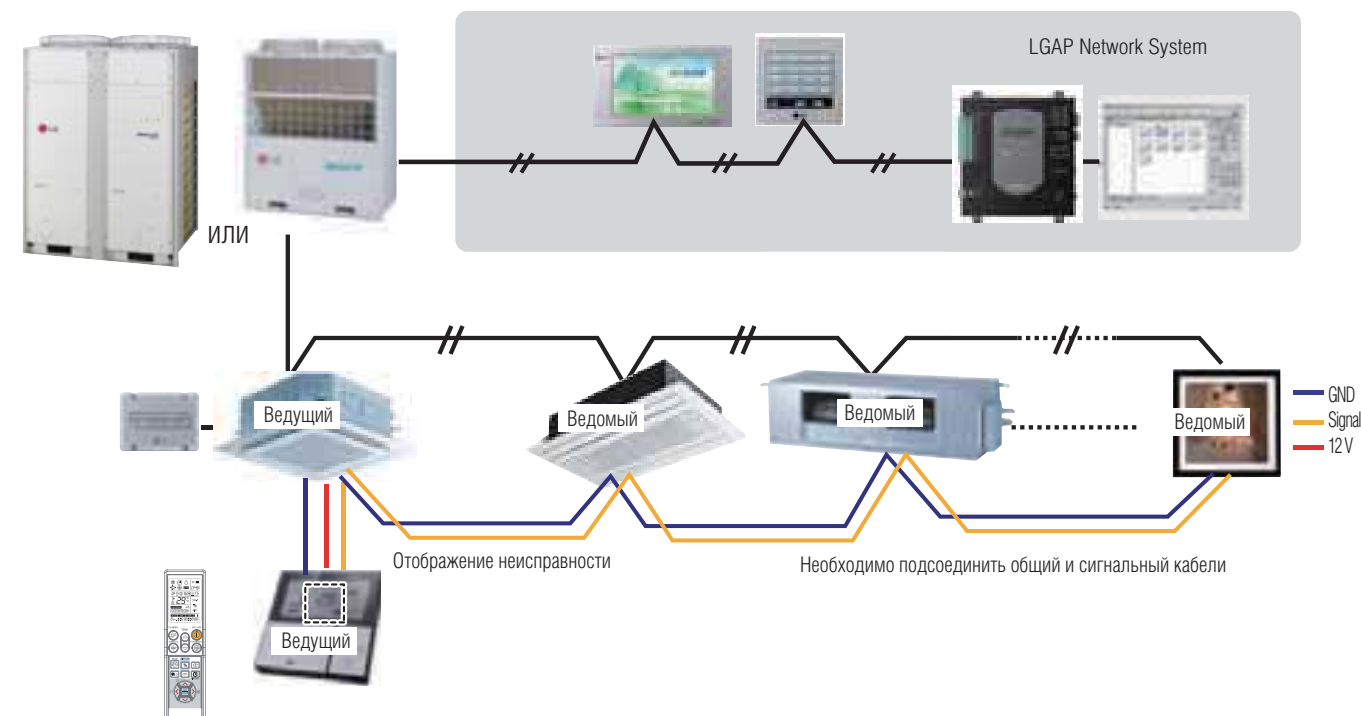 LGAP Network System
ИЛИ
Ведущий
Ведомый
Ведомый
Ведомый
GND
Signal
12 V
Отображение неисправности
Необходимо подсоединить общий и сигнальный кабели
Ведущий